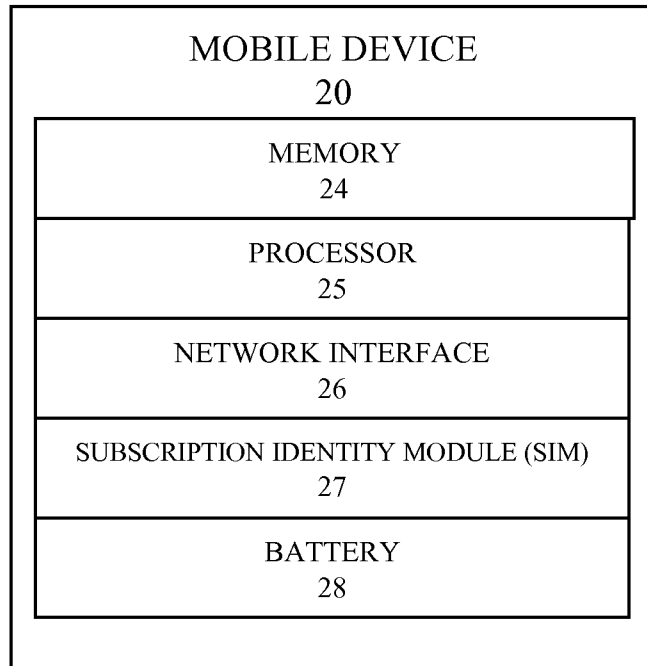 MOBILE DEVICE
20
MEMORY
24
PROCESSOR
25
NETWORK INTERFACE
26
SUBSCRIPTION IDENTITY MODULE (SIM)
27
BATTERY
28